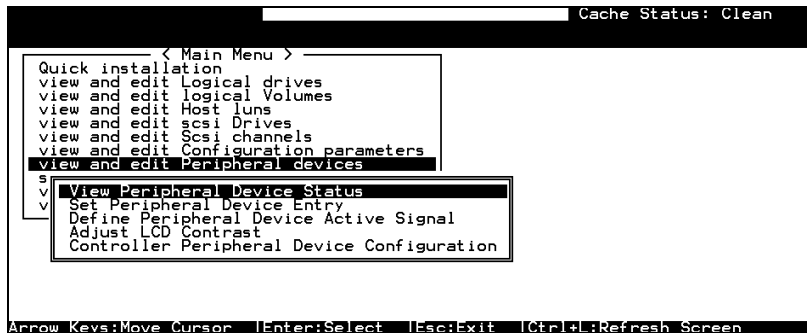 Cache Status: Clean
< Main Menu >
Quick installation
view and edit Logical drives
view and edit logical Volumes
view and edit Host luns
view and edit scsi Drives
view and edit Scsi channels
view and edit Configuration parameters
view and edit Peripheral devices
s
v View Peripheral Device Status
v Set Peripheral Device Entry
Define Peripheral Device Active Signal
Adjust LCD Contrast
Controller Peripheral Device Configuration
Arrow Keys:Move Cursor |Enter:Select |Esc:Exit |Ctrl+L:Refresh Screen